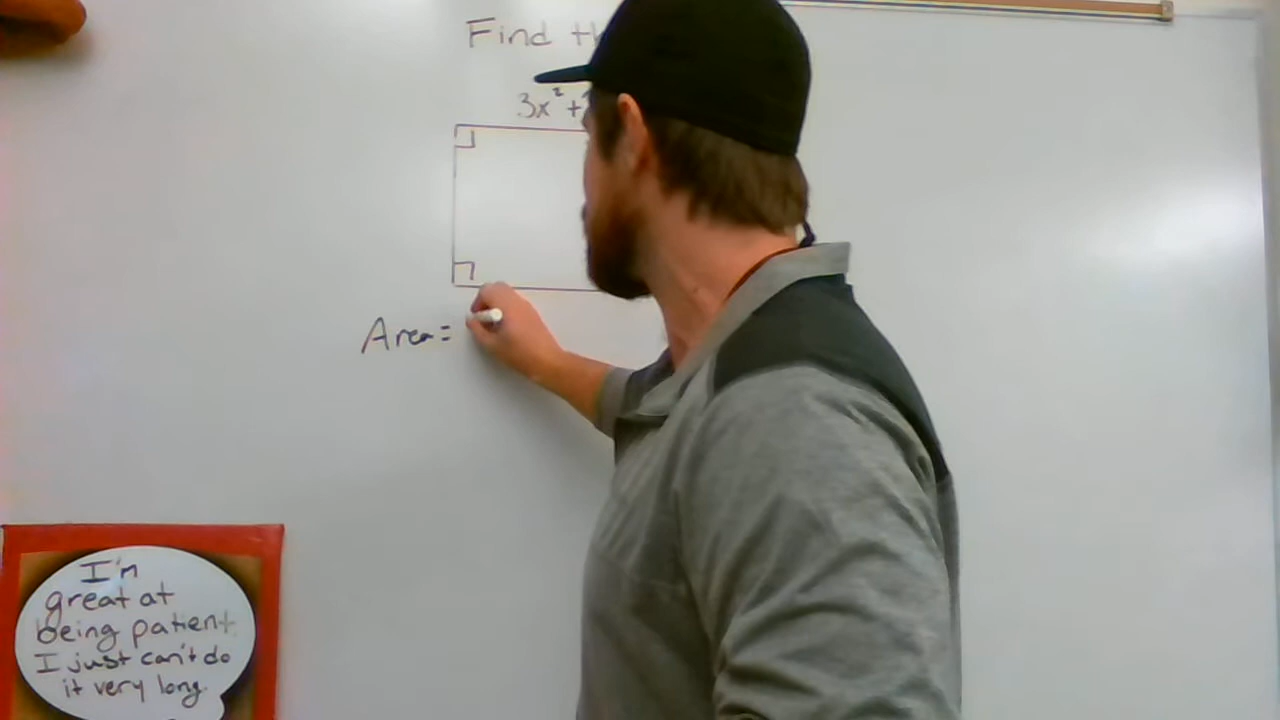 Find th
3x²+
Area=
I'm
great at
being patient
I just can't do
it very long.